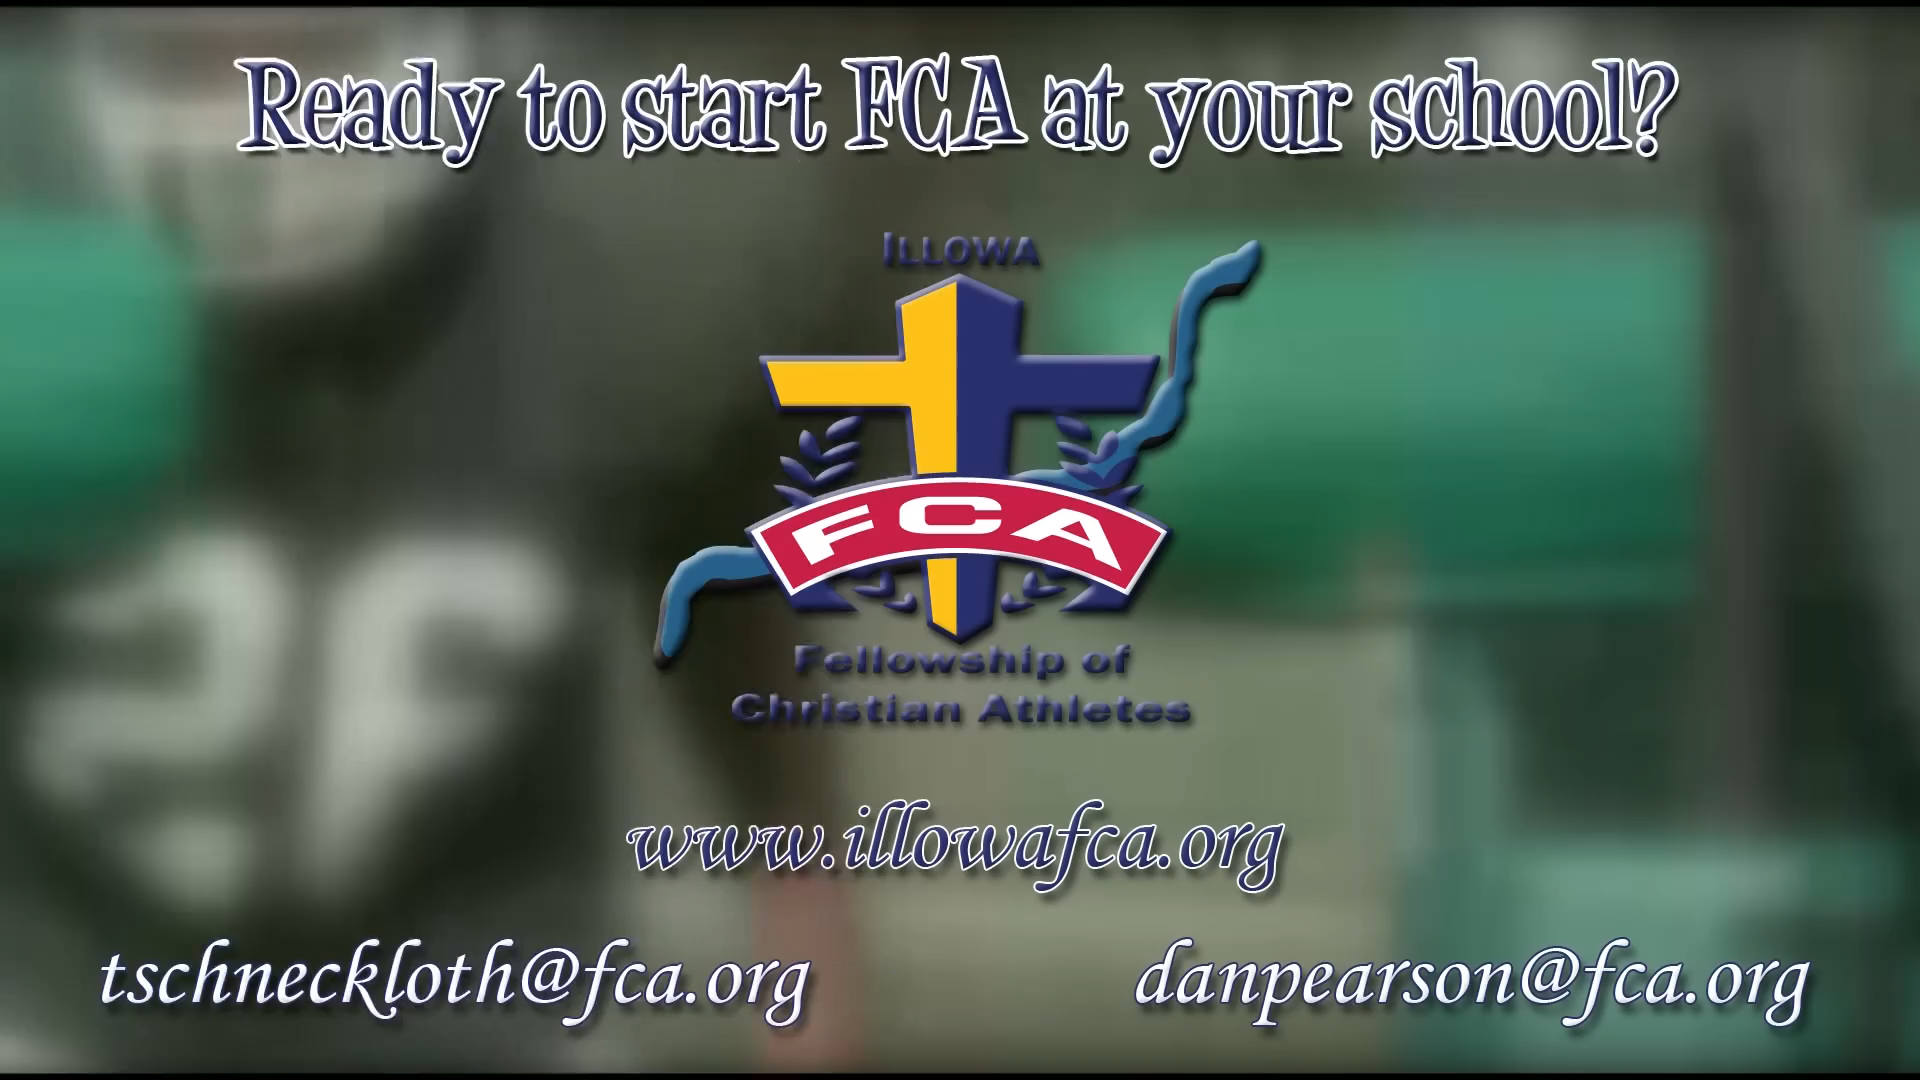 Ready to start FCA at your school?
ILLOWA
FCA
Fellowship of
Christian Athletes
www.illowafca.org
tschneckloth@fca.org
danpearson@fca.org